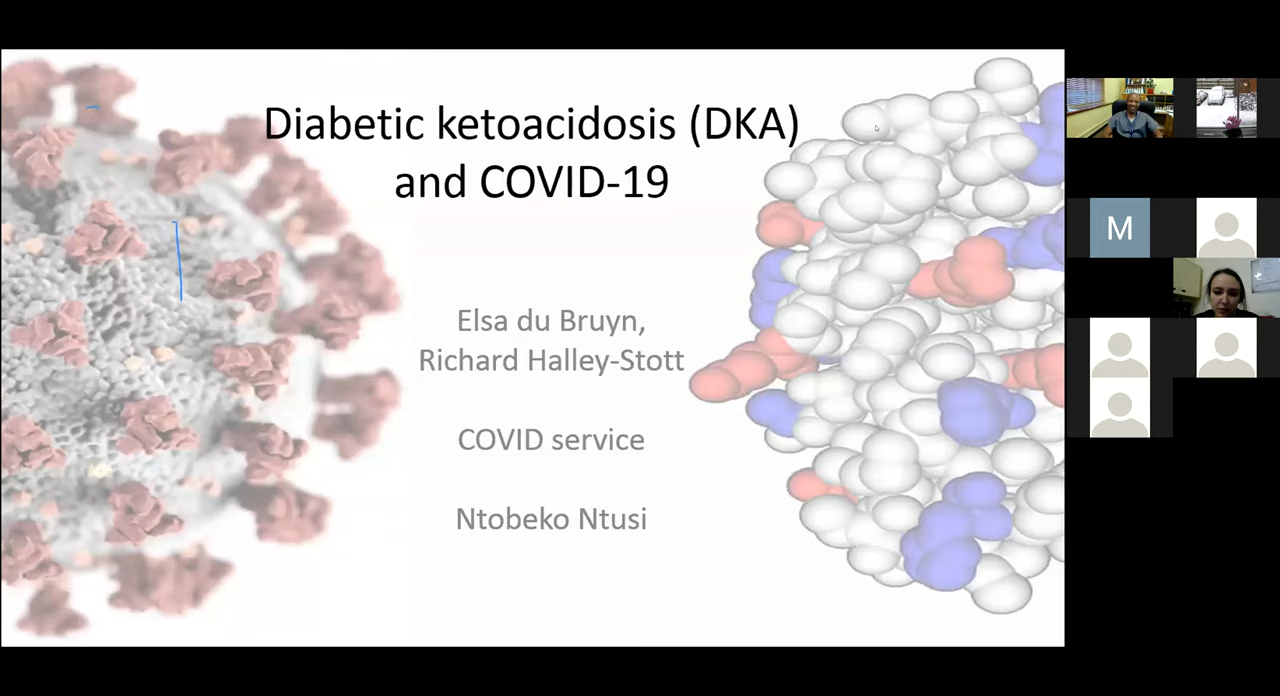 Diabetic ketoacidosis (DKA)
and COVID-19
Elsa du Bruyn,
Richard Halley-Stott
COVID service
Ntobeko Ntusi
M